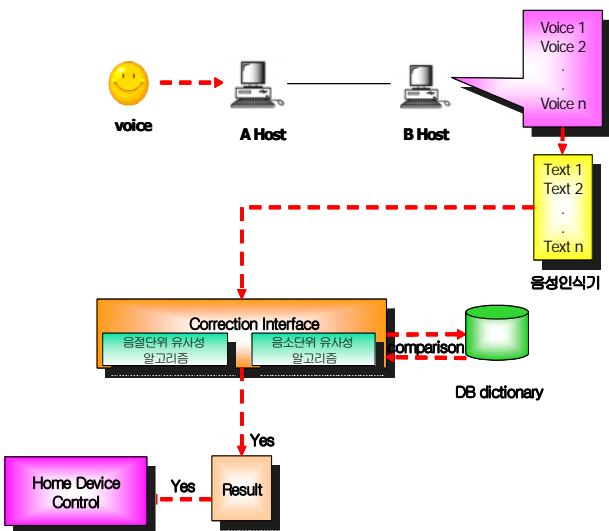 Voice 1
Voice 2
.
.
Voice n
voice
A Host
B Host
Text 1
Text 2
.
.
Text n
음성인식기
Correction Interface
음절단위 유사성
알고리즘
음소단위 유사성
알고리즘
comparison
DB dictionary
Yes
Home Device
Control
Yes
Result